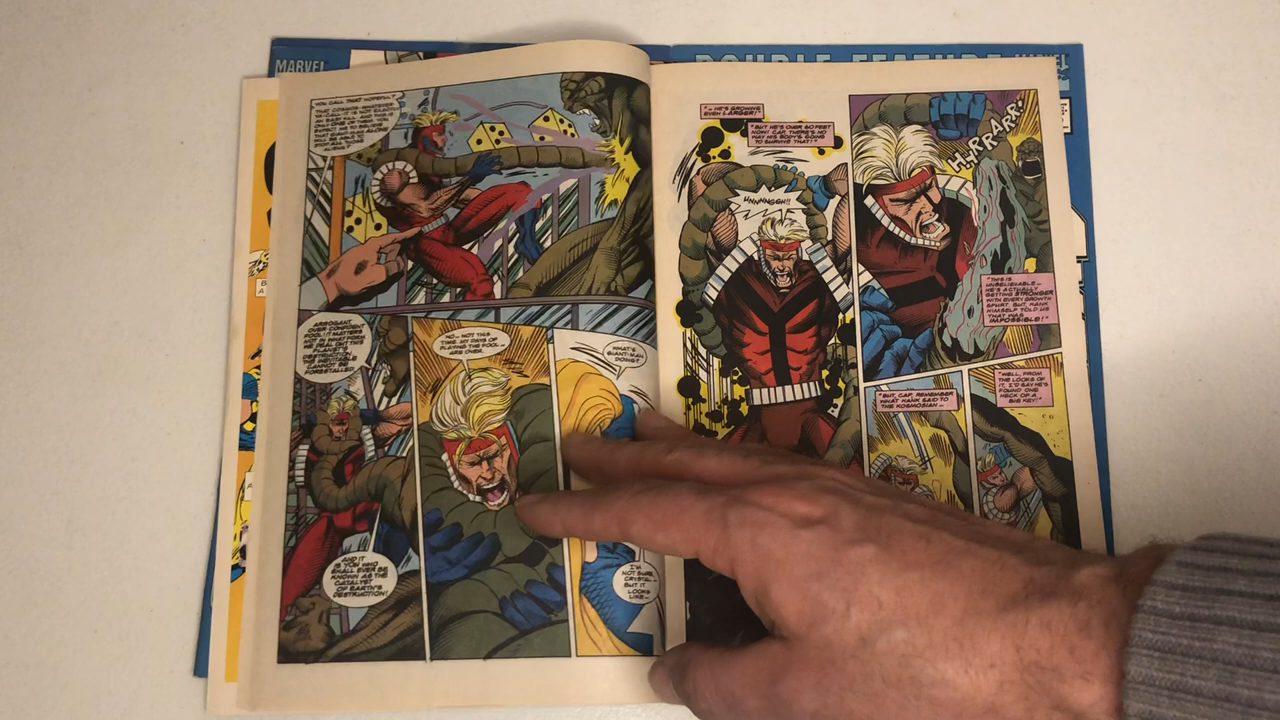 MARVEL
DOUBLE FEATURE
YOU CALL THAT HOPEFUL?
ARROGANT,
OVER CONFIDENT
"-- HE'S GROWING
EVEN LARGER!"
"BUT HE'S OVER 60 FEET
NOW! CAP, THERE'S NO
WAY HIS BODY'S GOING
TO SURVIVE THAT!"
UNNNNGGH!!
HRRRARR!
"THIS IS
UNBELIEVABLE --
HE'S ACTUALLY
GETTING STRONGER
WITH EVERY GROWTH
SPURT. BUT, HANK
HIMSELF TOLD US
THAT WAS
IMPOSSIBLE!"
NO-- NOT THIS
TIME. MY DAYS OF
PLAYING THE FOOL
ARE OVER.
WHAT'S
GIANT-MAN
DOING?
"BUT, CAP, REMEMBER
WHAT HANK SAID TO
THE KOSMOSIAN --
"WELL, FROM
THE LOOKS OF
IT, I'D SAY HE'S
FOUND ONE
HECK OF A
BIG KEY!"
AND IT
IS YOU WHO
SHALL EVER BE
KNOWN AS THE
CATALYST
OF EARTH'S
DESTRUCTION!
I'M
NOT SURE,
CRYSTAL--
BUT IT
LOOKS
LIKE--